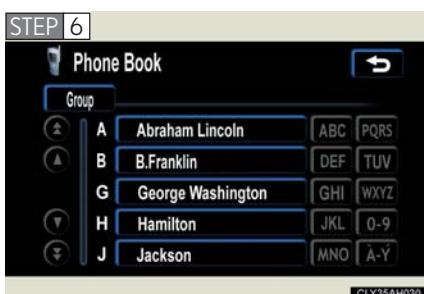 STEP 6
Phone Book
Group
A Abraham Lincoln ABC PQRS
B B.Franklin DEF TUV
G George Washington GHI WXYZ
H Hamilton JKL 0-9
J Jackson MNO À-Ý
CLY25AH020